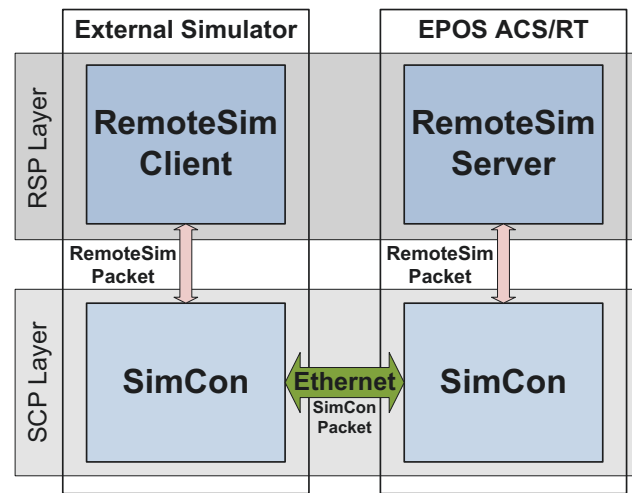 External Simulator
EPOS ACS/RT
RSP Layer
RemoteSim
Client
RemoteSim
Server
RemoteSim
Packet
RemoteSim
Packet
SCP Layer
SimCon
Ethernet
SimCon
Packet
SimCon